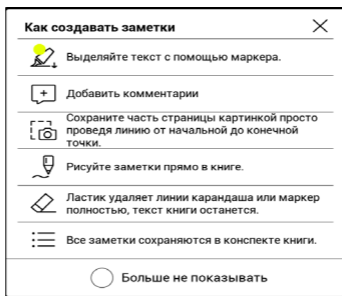 Как создавать заметки
Выделяйте текст с помощью маркера.
Добавить комментарии
Сохраните часть страницы картинкой просто
проведя линию от начальной до конечной
точки.
Рисуйте заметки прямо в книге.
Ластик удаляет линии карандаша или маркер
полностью, текст книги останется.
Все заметки сохраняются в конспекте книги.
Больше не показывать